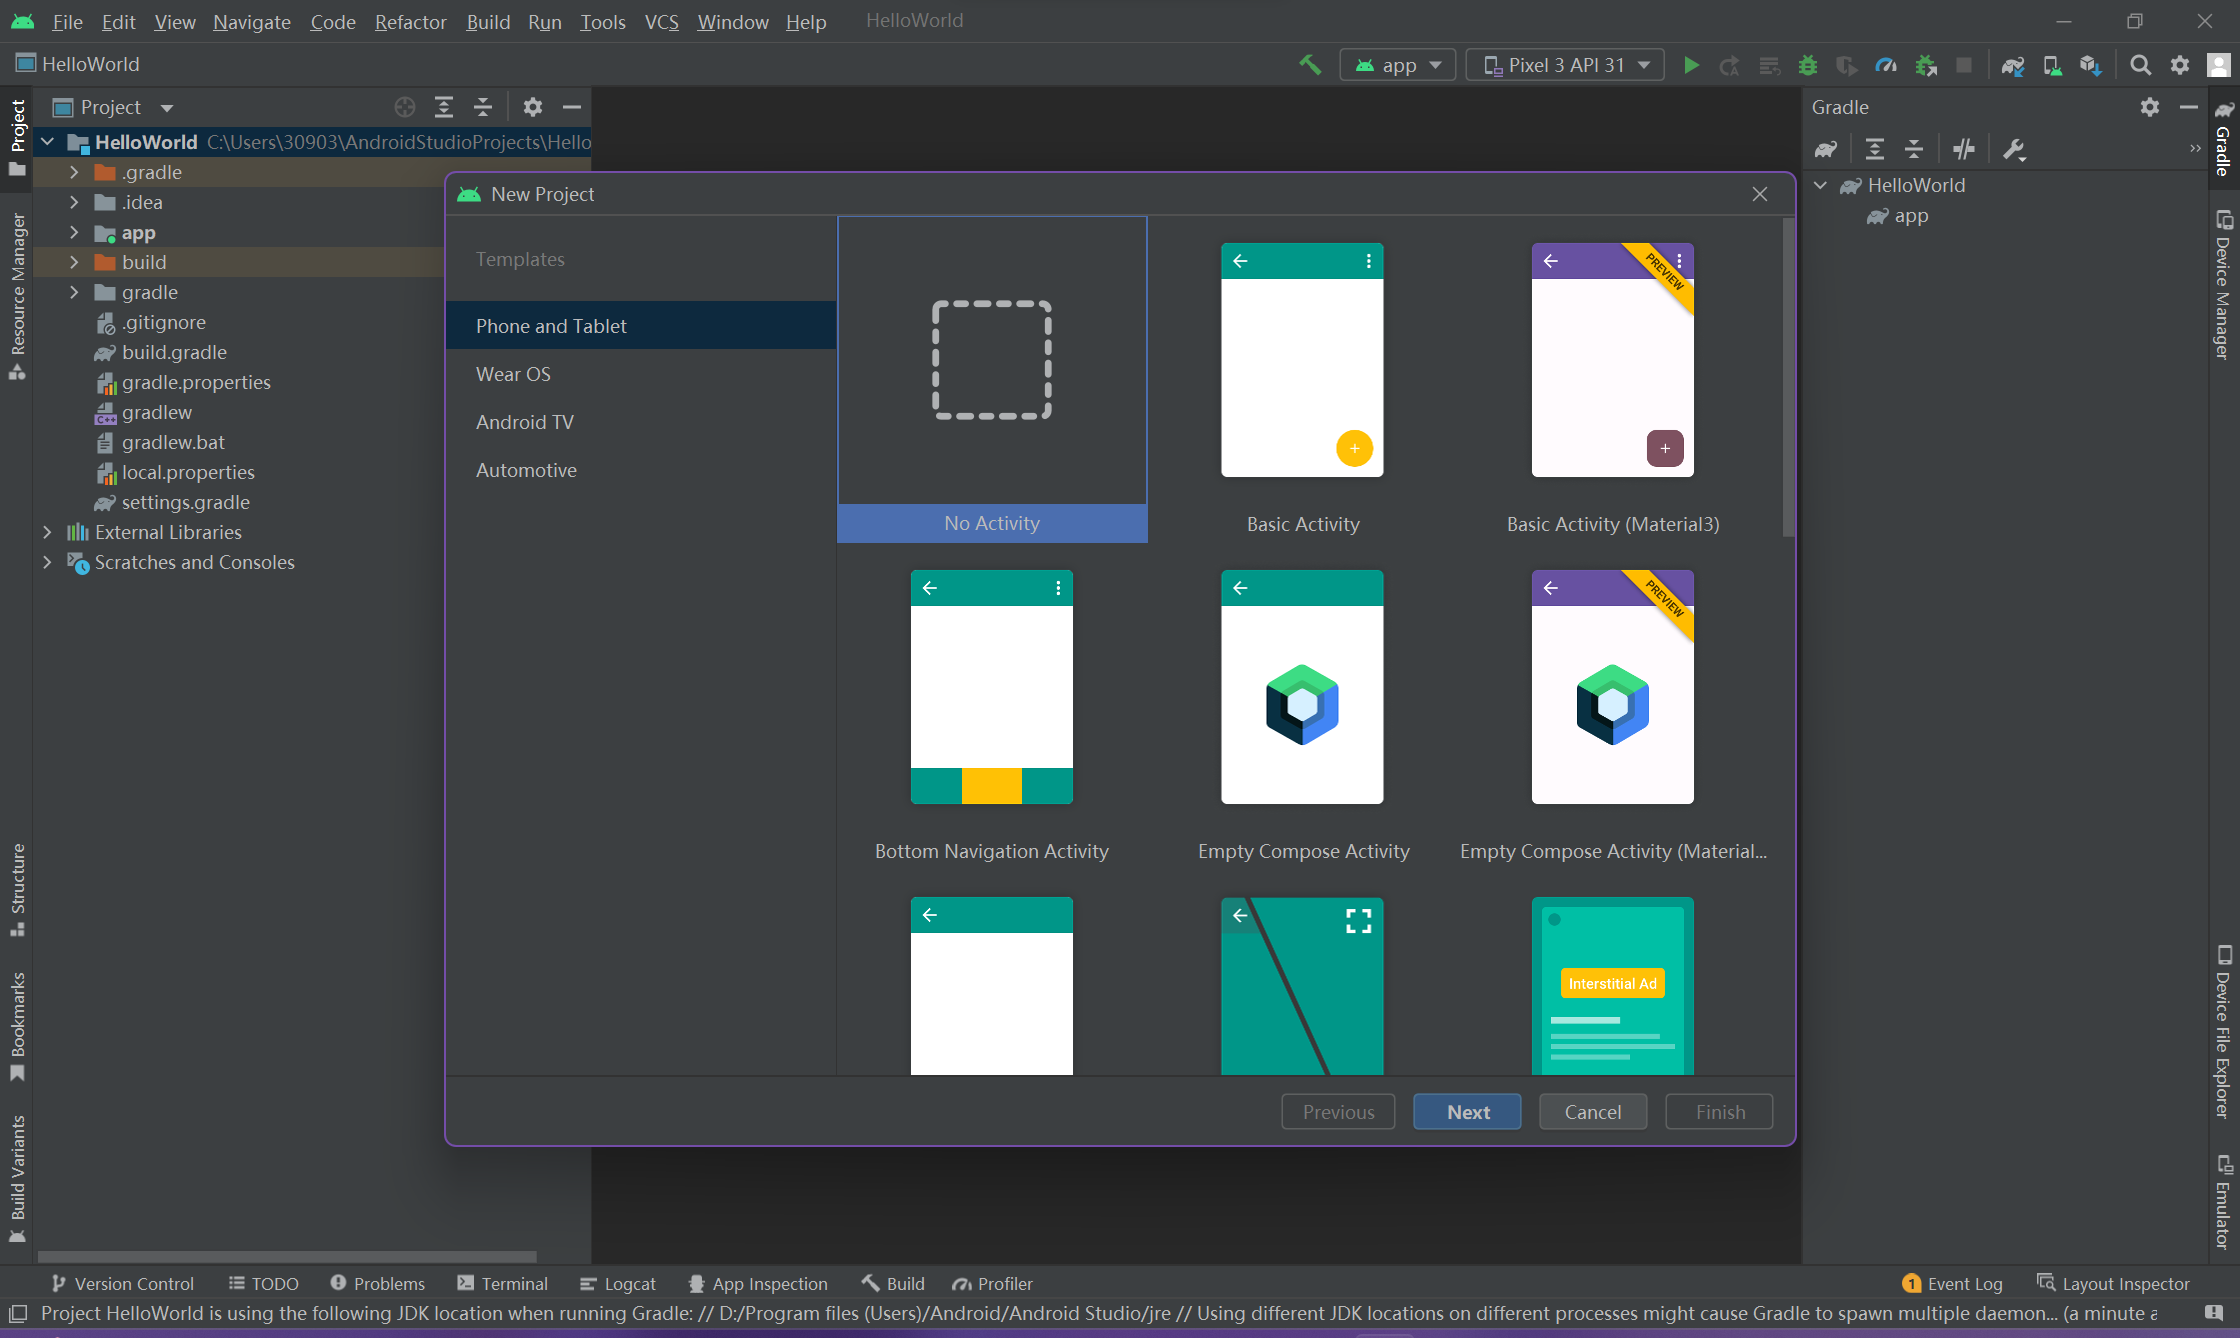 File Edit View Navigate Code Refactor Build Run Tools VCS Window Help HelloWorld
HelloWorld
app
Pixel 3 API 31
Project
HelloWorld C:\Users\30903\AndroidStudioProjects\Hello
.gradle
.idea
app
build
gradle
.gitignore
build.gradle
gradle.properties
gradlew
gradlew.bat
local.properties
settings.gradle
External Libraries
Scratches and Consoles
Project
Resource Manager
Structure
Bookmarks
Build Variants
New Project
Templates
Phone and Tablet
Wear OS
Android TV
Automotive
No Activity
Basic Activity
PREVIEW
Basic Activity (Material3)
Bottom Navigation Activity
Empty Compose Activity
PREVIEW
Empty Compose Activity (Material...
Interstitial Ad
Previous
Next
Cancel
Finish
Gradle
HelloWorld
app
Gradle
Device Manager
Device File Explorer
Emulator
Version Control
TODO
Problems
Terminal
Logcat
App Inspection
Build
Profiler
1 Event Log
Layout Inspector
Project HelloWorld is using the following JDK location when running Gradle: // D:/Program files (Users)/Android/Android Studio/jre // Using different JDK locations on different processes might cause Gradle to spawn multiple daemon... (a minute a